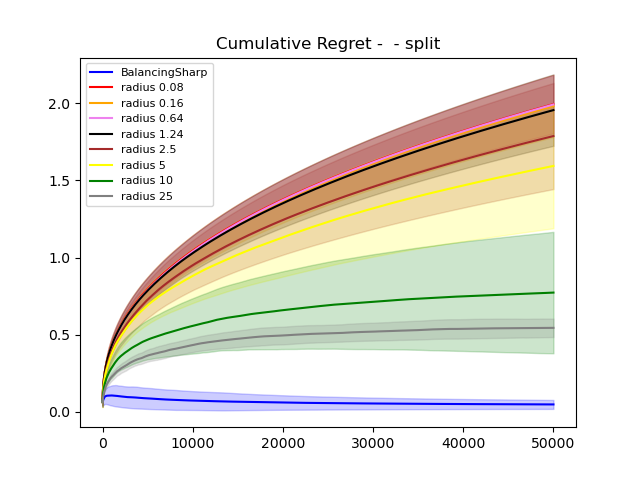 Cumulative Regret -  - split
BalancingSharp
radius 0.08
radius 0.16
radius 0.64
radius 1.24
radius 2.5
radius 5
radius 10
radius 25
2.0
1.5
1.0
0.5
0.0
0 10000 20000 30000 40000 50000